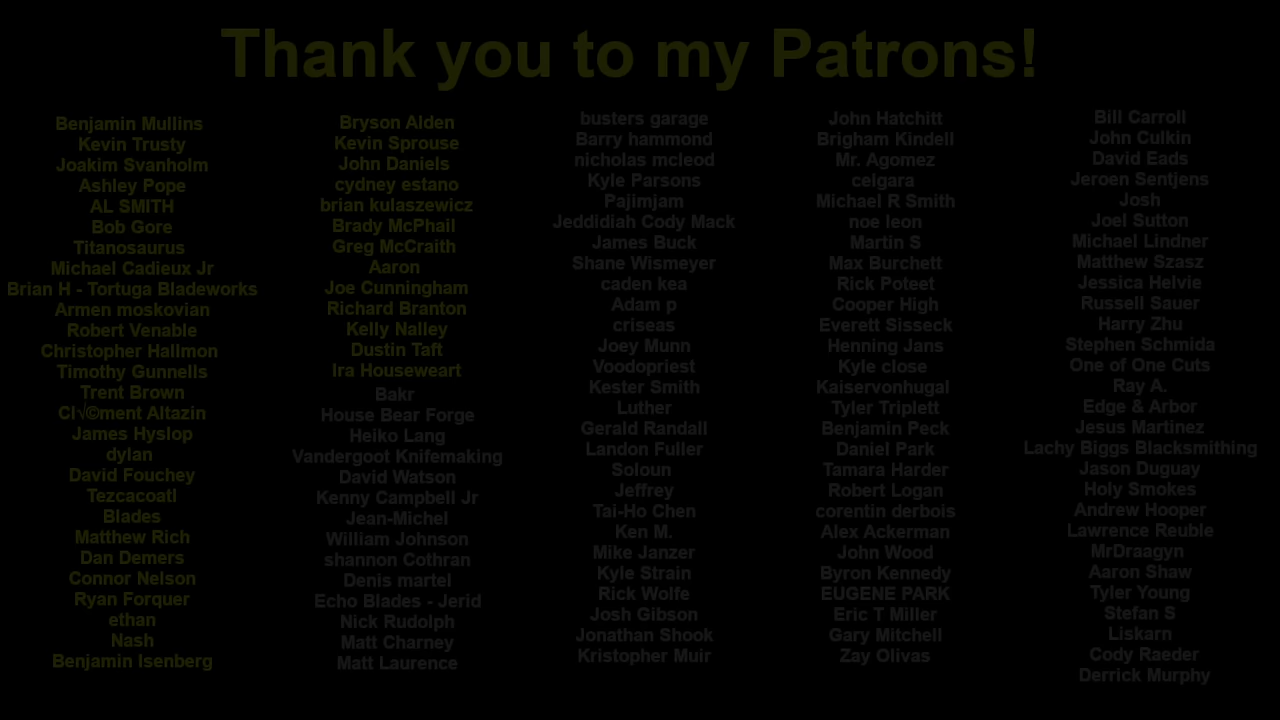 Thank you to my Patrons!
Benjamin Mullins
Kevin Trusty
Joakim Svanholm
Ashley Pope
AL SMITH
Bob Gore
Titanosaurus
Michael Cadieux Jr
Brian H - Tortuga Bladeworks
Armen moskovian
Robert Venable
Christopher Hallmon
Timothy Gunnells
Trent Brown
Cl√©ment Altazin
James Hyslop
dylan
David Fouchey
Tezcacoatl
Blades
Matthew Rich
Dan Demers
Connor Nelson
Ryan Forquer
ethan
Nash
Benjamin Isenberg
Bryson Alden
Kevin Sprouse
John Daniels
cydney estano
brian kulaszewicz
Brady McPhail
Greg McCraith
Aaron
Joe Cunningham
Richard Branton
Kelly Nalley
Dustin Taft
Ira Houseweart
Bakr
House Bear Forge
Heiko Lang
Vandergoot Knifemaking
David Watson
Kenny Campbell Jr
Jean-Michel
William Johnson
shannon Cothran
Denis martel
Echo Blades - Jerid
Nick Rudolph
Matt Charney
Matt Laurence
busters garage
Barry hammond
nicholas mcleod
Kyle Parsons
Pajimjam
Jeddidiah Cody Mack
James Buck
Shane Wismeyer
caden kea
Adam p
criseas
Joey Munn
Voodopriest
Kester Smith
Luther
Gerald Randall
Landon Fuller
Soloun
Jeffrey
Tai-Ho Chen
Ken M.
Mike Janzer
Kyle Strain
Rick Wolfe
Josh Gibson
Jonathan Shook
Kristopher Muir
John Hatchitt
Brigham Kindell
Mr. Agomez
celgara
Michael R Smith
noe leon
Martin S
Max Burchett
Rick Poteet
Cooper High
Everett Sisseck
Henning Jans
Kyle close
Kaiservonhugal
Tyler Triplett
Benjamin Peck
Daniel Park
Tamara Harder
Robert Logan
corentin derbois
Alex Ackerman
John Wood
Byron Kennedy
EUGENE PARK
Eric T Miller
Gary Mitchell
Zay Olivas
Bill Carroll
John Culkin
David Eads
Jeroen Sentjens
Josh
Joel Sutton
Michael Lindner
Matthew Szasz
Jessica Helvie
Russell Sauer
Harry Zhu
Stephen Schmida
One of One Cuts
Ray A.
Edge & Arbor
Jesus Martinez
Lachy Biggs Blacksmithing
Jason Duguay
Holy Smokes
Andrew Hooper
Lawrence Reuble
MrDraagyn
Aaron Shaw
Tyler Young
Stefan S
Liskarn
Cody Raeder
Derrick Murphy